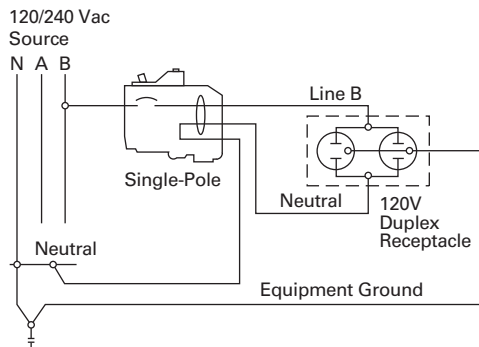 120/240 Vac
Source
N A B
Line B
Single-Pole
Neutral
120V
Duplex
Receptacle
Neutral
Equipment Ground